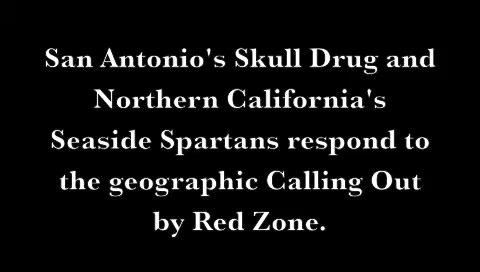 San Antonio's Skull Drug and
Northern California's
Seaside Spartans respond to
the geographic Calling Out
by Red Zone.